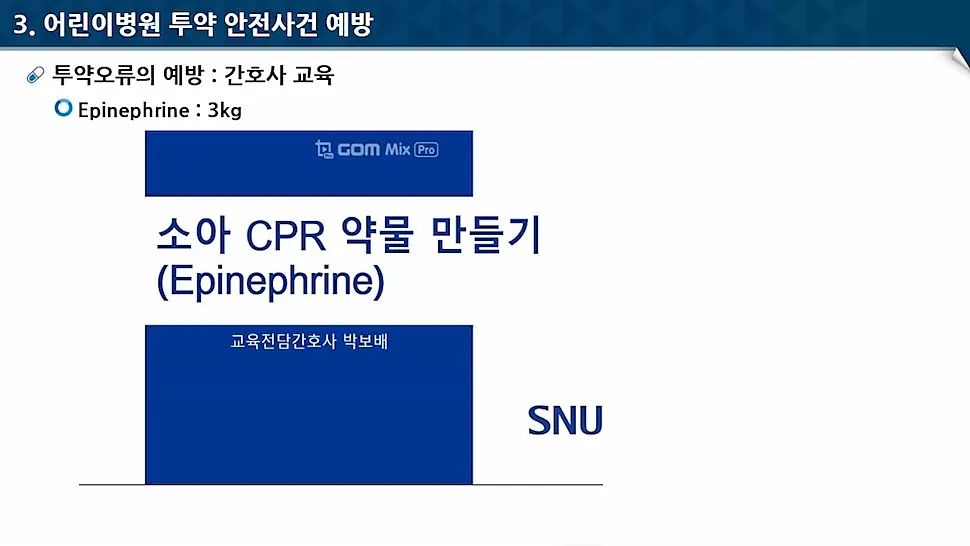 3. 어린이병원 투약 안전사건 예방
투약오류의 예방 : 간호사 교육
Epinephrine : 3kg
GOM Mix Pro
소아 CPR 약물 만들기
(Epinephrine)
교육전담간호사 박보배
SNU